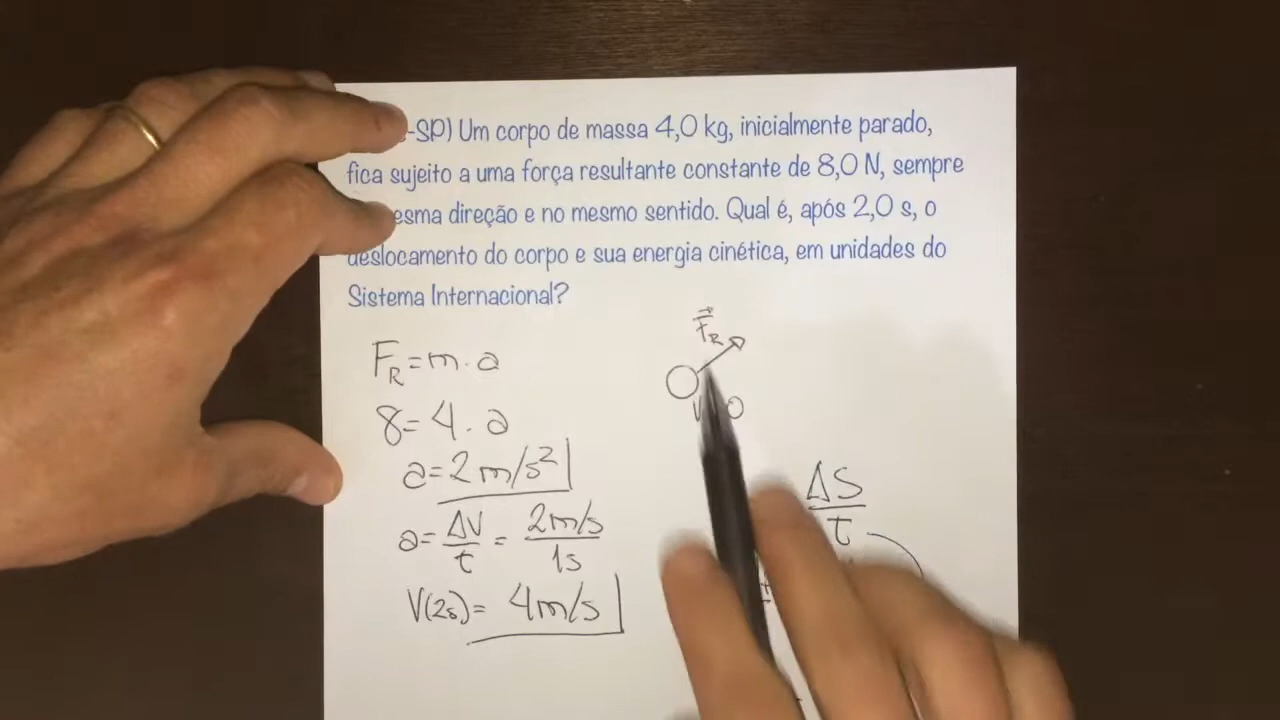 -SP) Um corpo de massa 4,0 kg, inicialmente parado,
fica sujeito a uma força resultante constante de 8,0 N, sempre
esma direção e no mesmo sentido. Qual é, após 2,0 s, o
deslocamento do corpo e sua energia cinética, em unidades do
Sistema Internacional?
F_R = m . a
8 = 4 . a
a = 2 m/s²
a = ΔV/t = 2m/s/1s
V(2s) = 4m/s
F_R
V O
ΔS/t